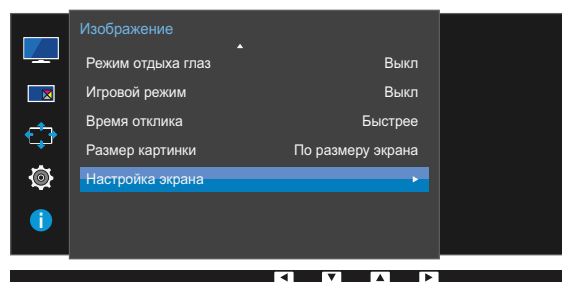 Изображение
Режим отдыха глаз Выкл
Игровой режим Выкл
Время отклика Быстрее
Размер картинки По размеру экрана
Настройка экрана